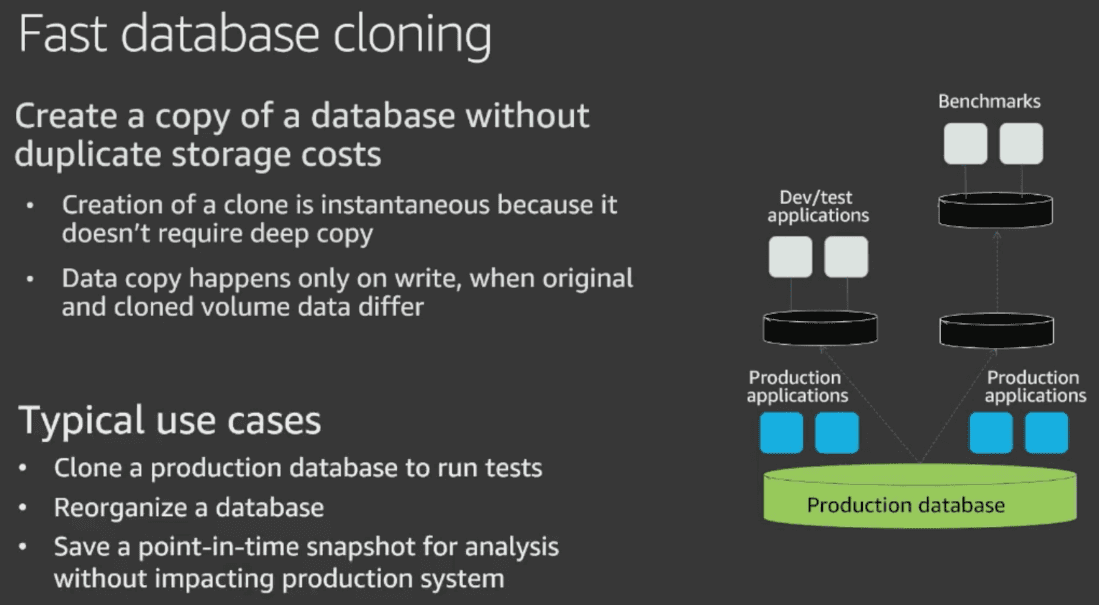 Fast database cloning
Create a copy of a database without
duplicate storage costs
• Creation of a clone is instantaneous because it
doesn't require deep copy
• Data copy happens only on write, when original
and cloned volume data differ
Typical use cases
• Clone a production database to run tests
• Reorganize a database
• Save a point-in-time snapshot for analysis
without impacting production system
Benchmarks
Dev/test
applications
Production
applications
Production
applications
Production database